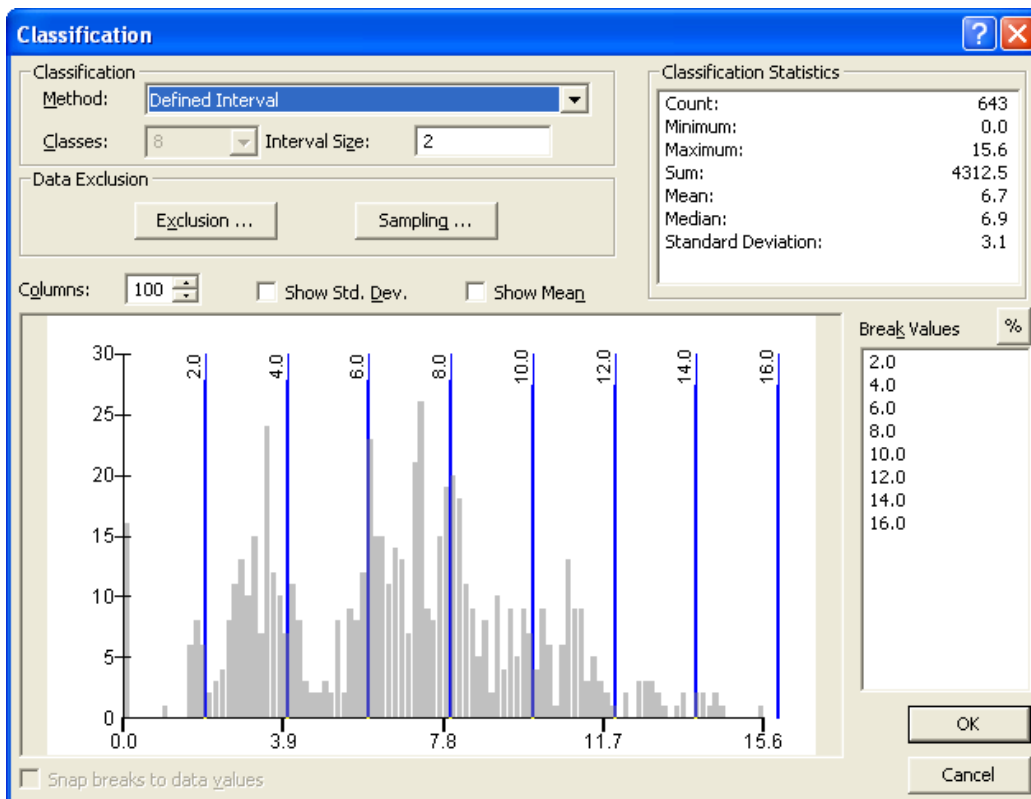 Classification
Classification
Method: Defined Interval
Classes: 8 Interval Size: 2
Data Exclusion
Exclusion ... Sampling ...
Classification Statistics
Count: 643
Minimum: 0.0
Maximum: 15.6
Sum: 4312.5
Mean: 6.7
Median: 6.9
Standard Deviation: 3.1
Columns: 100 Show Std. Dev. Show Mean
30
25
20
15
10
5
0
2.0 4.0 6.0 8.0 10.0 12.0 14.0 16.0
0.0 3.9 7.8 11.7 15.6
Break Values %
2.0
4.0
6.0
8.0
10.0
12.0
14.0
16.0
OK
Cancel
Snap breaks to data values